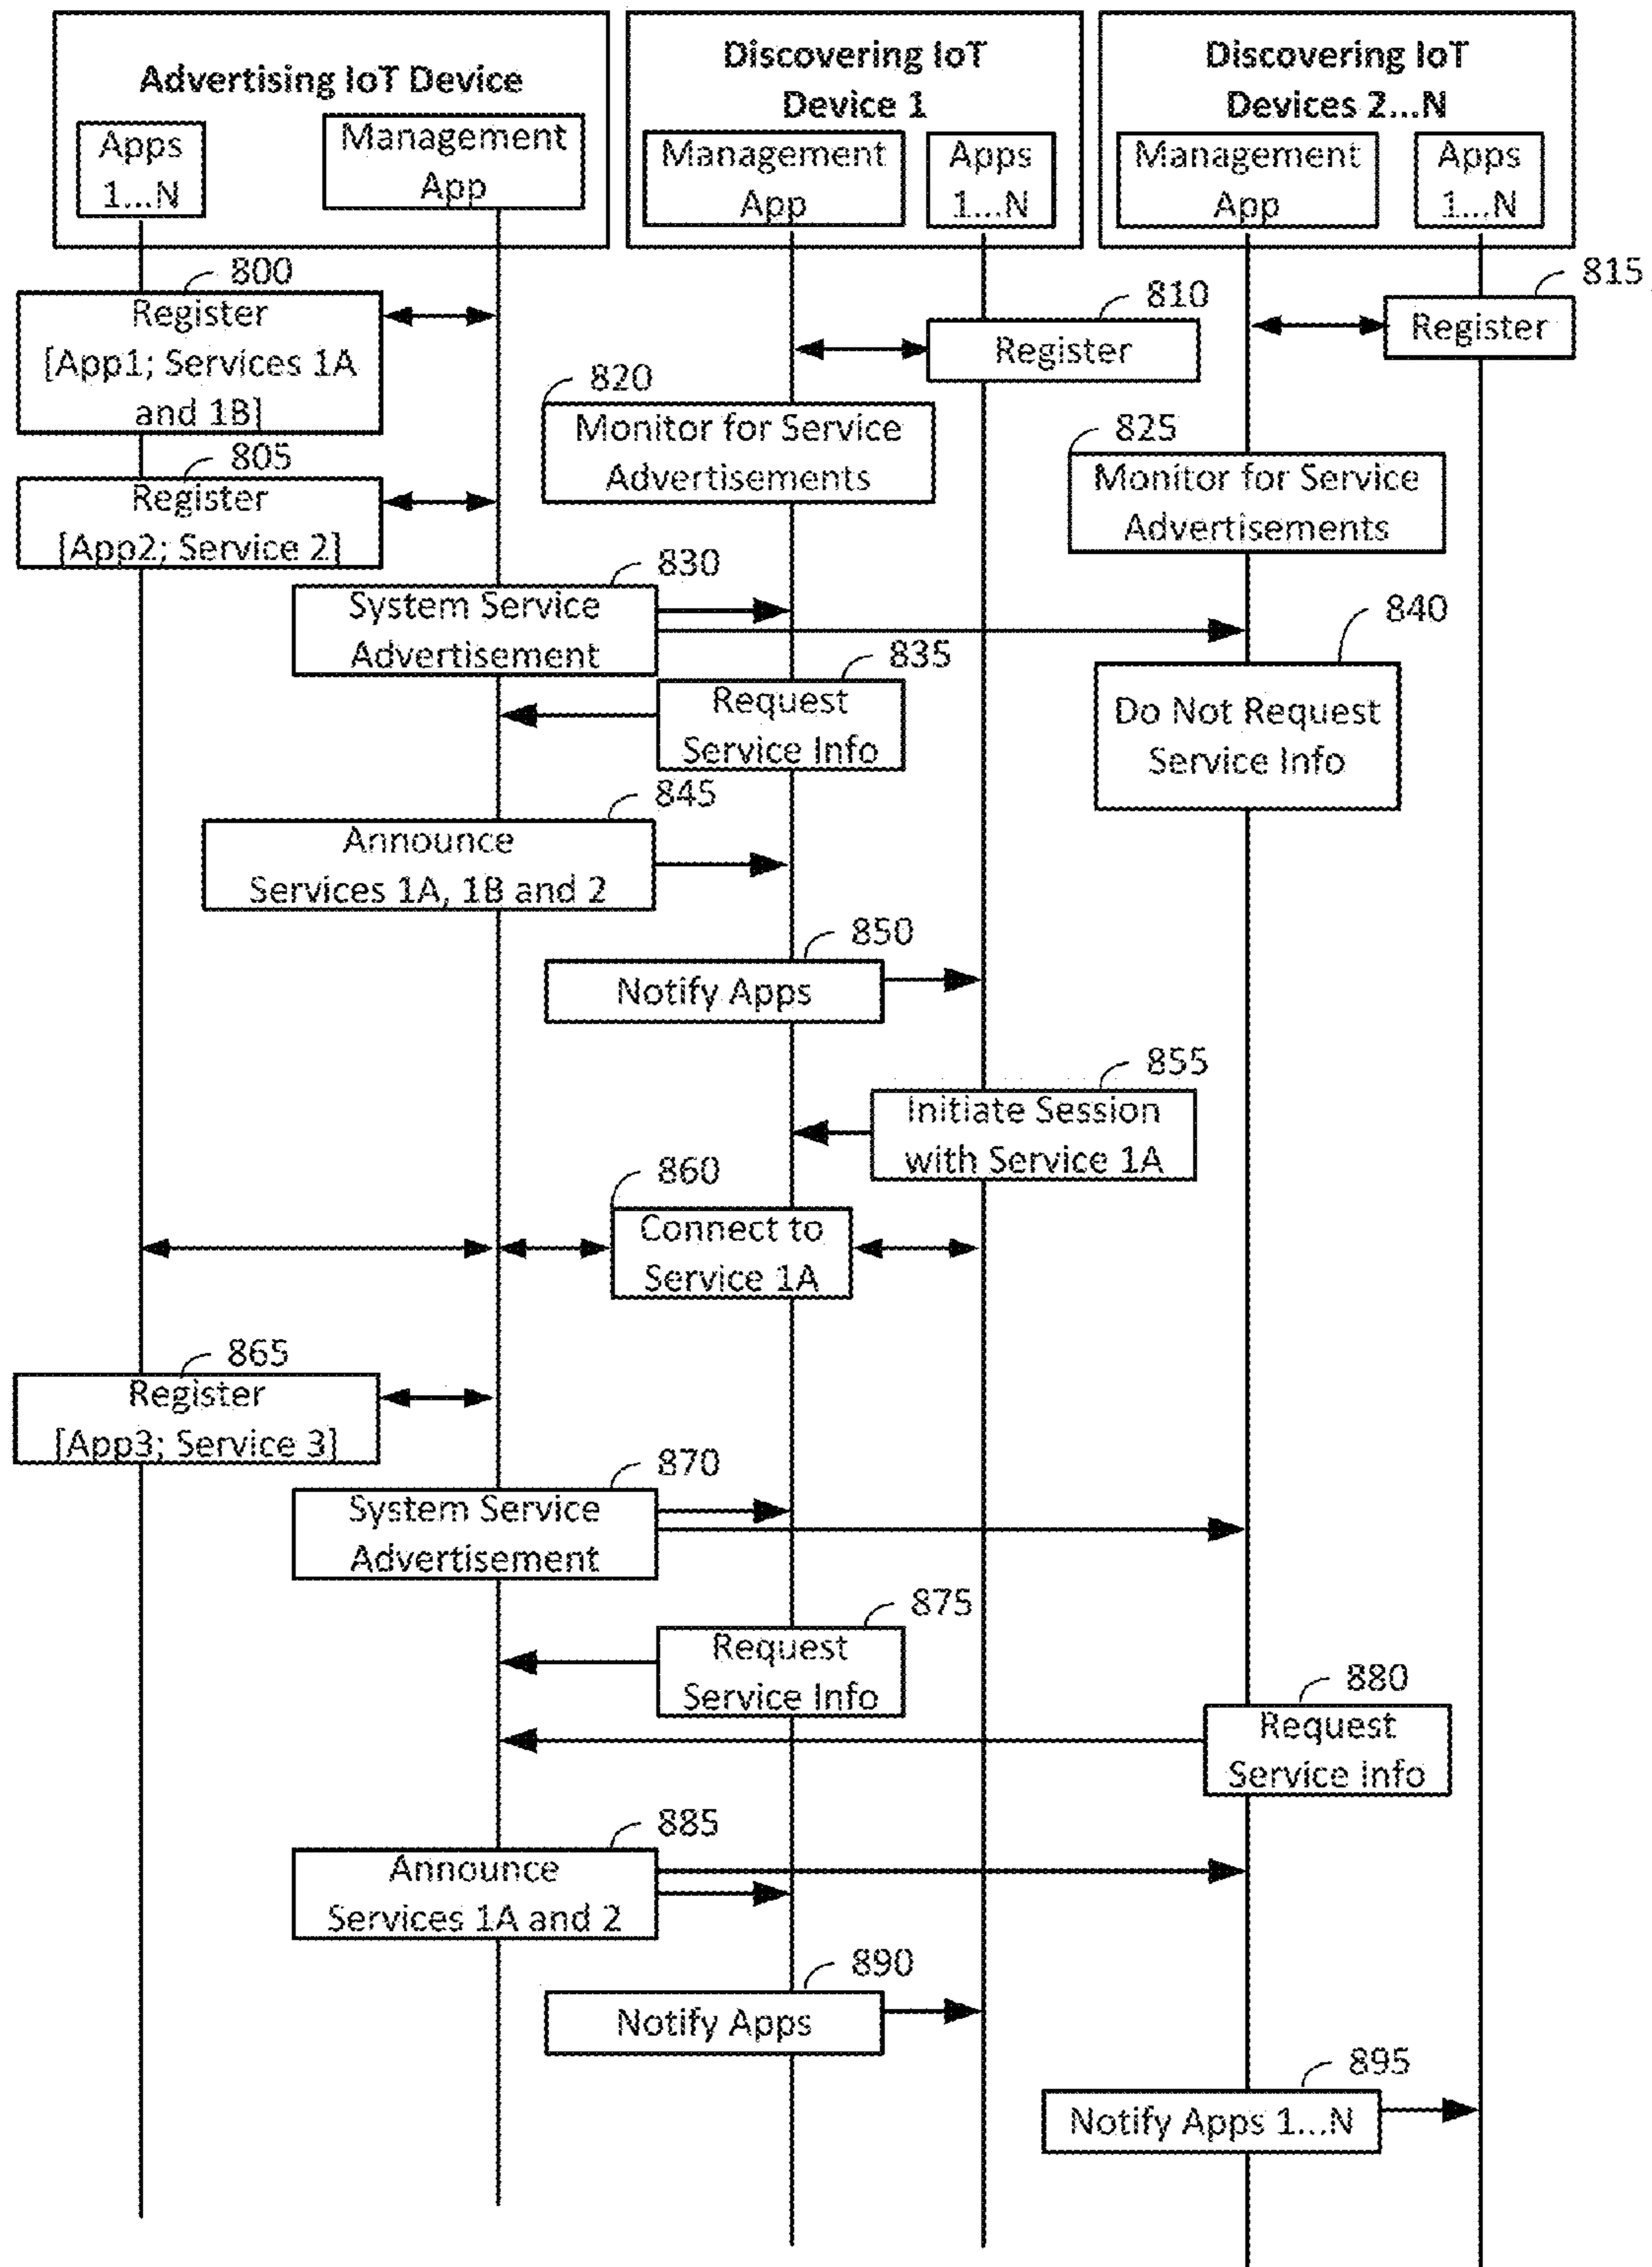 Advertising IoT Device
Apps
1...N
Management
App
Discovering IoT
Device 1
Management
App
Apps
1...N
Discovering IoT
Devices 2...N
Management
App
Apps
1...N
800
Register
[App1; Services 1A
and 1B]
810
Register
815
Register
820
Monitor for Service
Advertisements
825
Monitor for Service
Advertisements
805
Register
[App2; Service 2]
830
System Service
Advertisement
835
Request
Service Info
840
Do Not Request
Service Info
845
Announce
Services 1A, 1B and 2
850
Notify Apps
855
Initiate Session
with Service 1A
860
Connect to
Service 1A
865
Register
[App3; Service 3]
870
System Service
Advertisement
875
Request
Service Info
880
Request
Service Info
885
Announce
Services 1A and 2
890
Notify Apps
895
Notify Apps 1...N